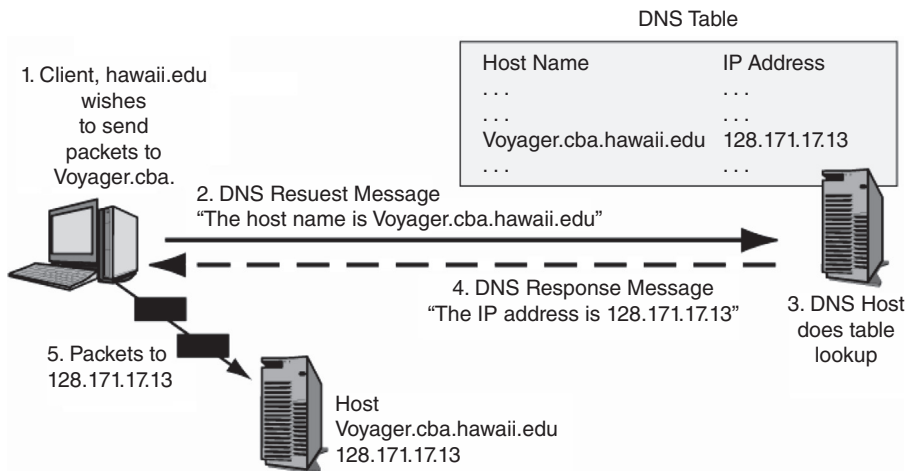 DNS Table
Host Name IP Address
. . . . . .
. . . . . .
Voyager.cba.hawaii.edu 128.171.17.13
. . . . . .
1. Client, hawaii.edu
wishes
to send
packets to
Voyager.cba.
2. DNS Resuest Message
“The host name is Voyager.cba.hawaii.edu”
3. DNS Host
does table
lookup
4. DNS Response Message
“The IP address is 128.171.17.13”
5. Packets to
128.171.17.13
Host
Voyager.cba.hawaii.edu
128.171.17.13